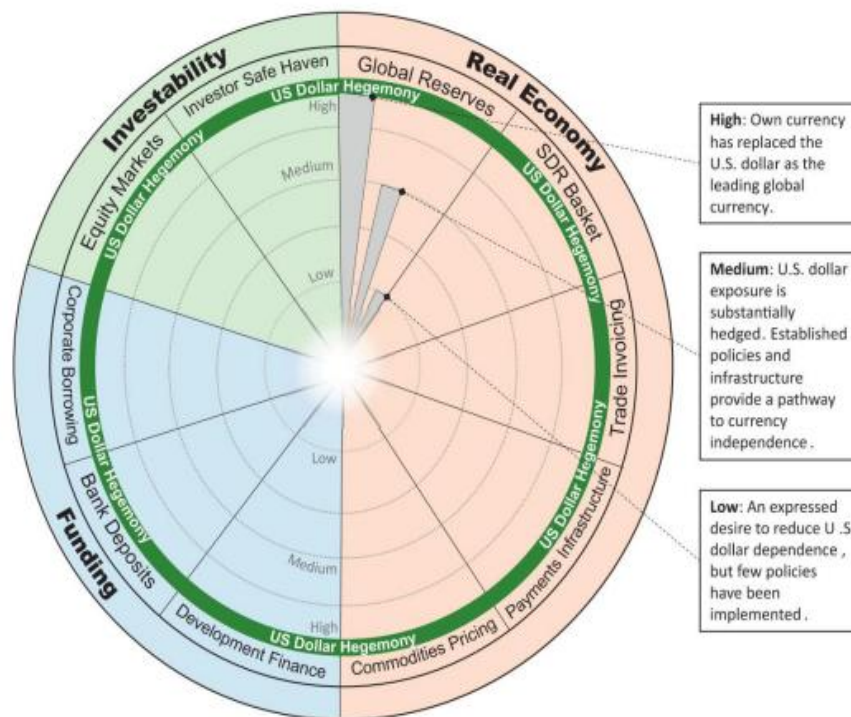 Investability
Real Economy
Funding
Investor Safe Haven
Global Reserves
SDR Basket
Trade Invoicing
Payments Infrastructure
Commodities Pricing
Development Finance
Bank Deposits
Corporate Borrowing
Equity Markets
US Dollar Hegemony
US Dollar Hegemony
US Dollar Hegemony
US Dollar Hegemony
US Dollar Hegemony
US Dollar Hegemony
High
Medium
Low
Low
Medium
High
High: Own currency
has replaced the
U.S. dollar as the
leading global
currency.
Medium: U.S. dollar
exposure is
substantially
hedged. Established
policies and
infrastructure
provide a pathway
to currency
independence .
Low: An expressed
desire to reduce U .S
dollar dependence ,
but few policies
have been
implemented .